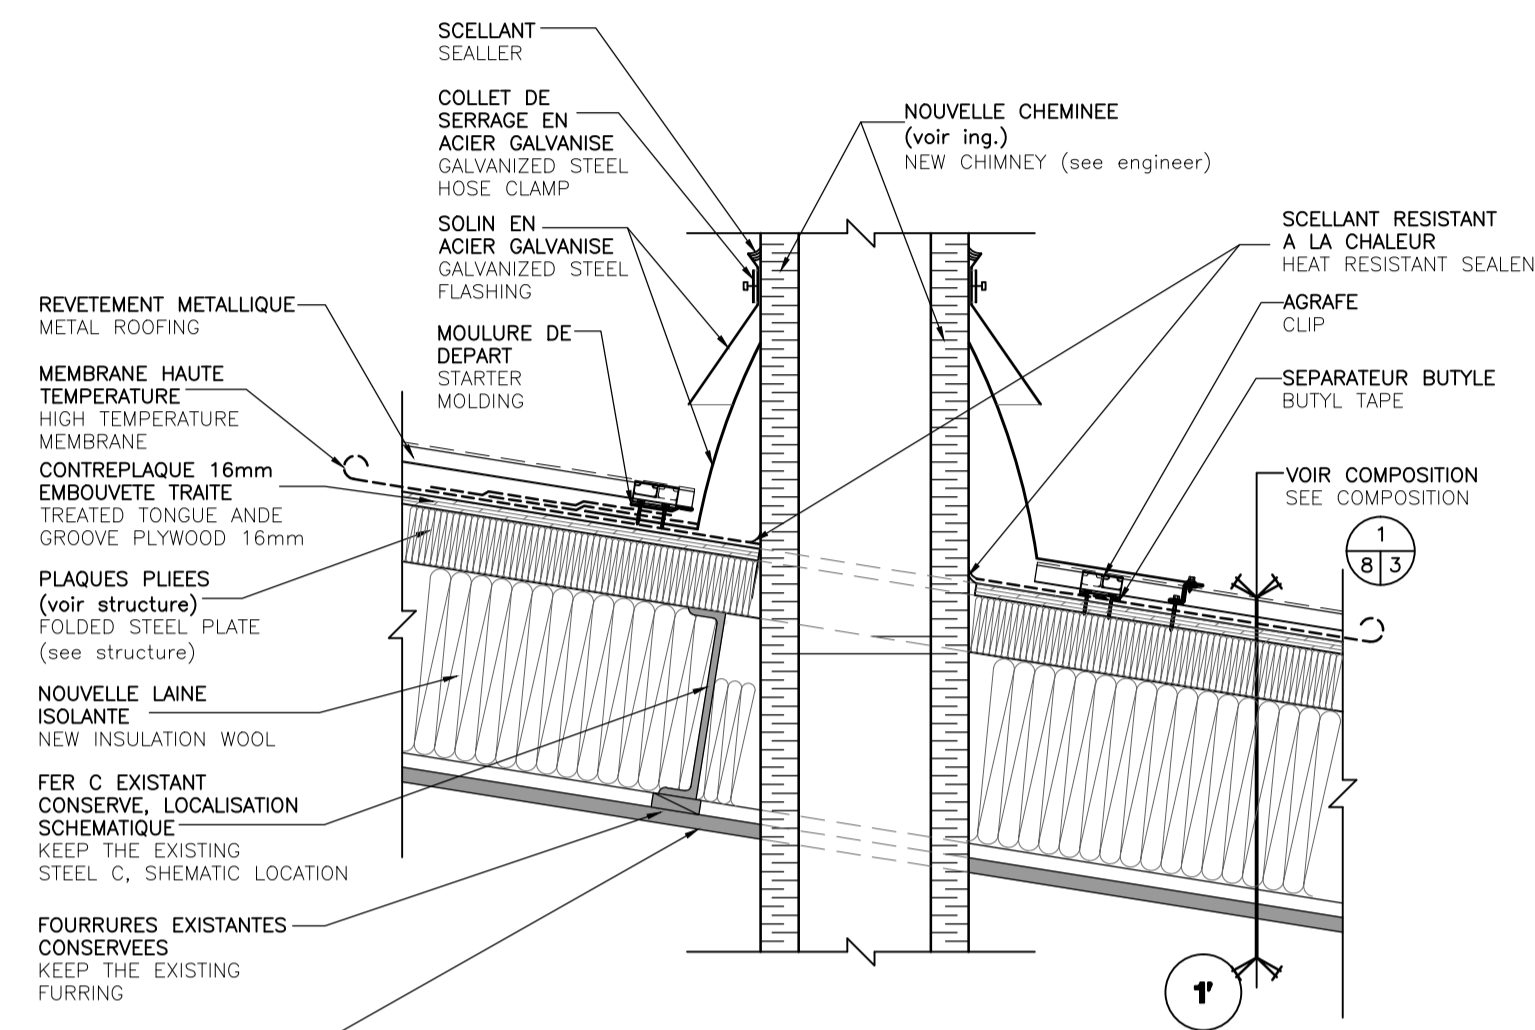 SCELLANT
SEALLER
COLLET DE
SERRAGE EN
ACIER GALVANISE
GALVANIZED STEEL
HOSE CLAMP
SOLIN EN
ACIER GALVANISE
GALVANIZED STEEL
FLASHING
MOULURE DE
DEPART
STARTER
MOLDING
NOUVELLE CHEMINEE
(voir ing.)
NEW CHIMNEY (see engineer)
SCELLANT RESISTANT
A LA CHALEUR
HEAT RESISTANT SEALEN
AGRAFE
CLIP
SEPARATEUR BUTYLE
BUTYL TAPE
VOIR COMPOSITION
SEE COMPOSITION
1
8 3
REVETEMENT METALLIQUE
METAL ROOFING
MEMBRANE HAUTE
TEMPERATURE
HIGH TEMPERATURE
MEMBRANE
CONTREPLAQUE 16mm
EMBOUVETE TRAITE
TREATED TONGUE ANDE
GROOVE PLYWOOD 16mm
PLAQUES PLIEES
(voir structure)
FOLDED STEEL PLATE
(see structure)
NOUVELLE LAINE
ISOLANTE
NEW INSULATION WOOL
FER C EXISTANT
CONSERVE, LOCALISATION
SCHEMATIQUE
KEEP THE EXISTING
STEEL C, SHEMATIC LOCATION
FOURRURES EXISTANTES
CONSERVEES
KEEP THE EXISTING
FURRING
1'